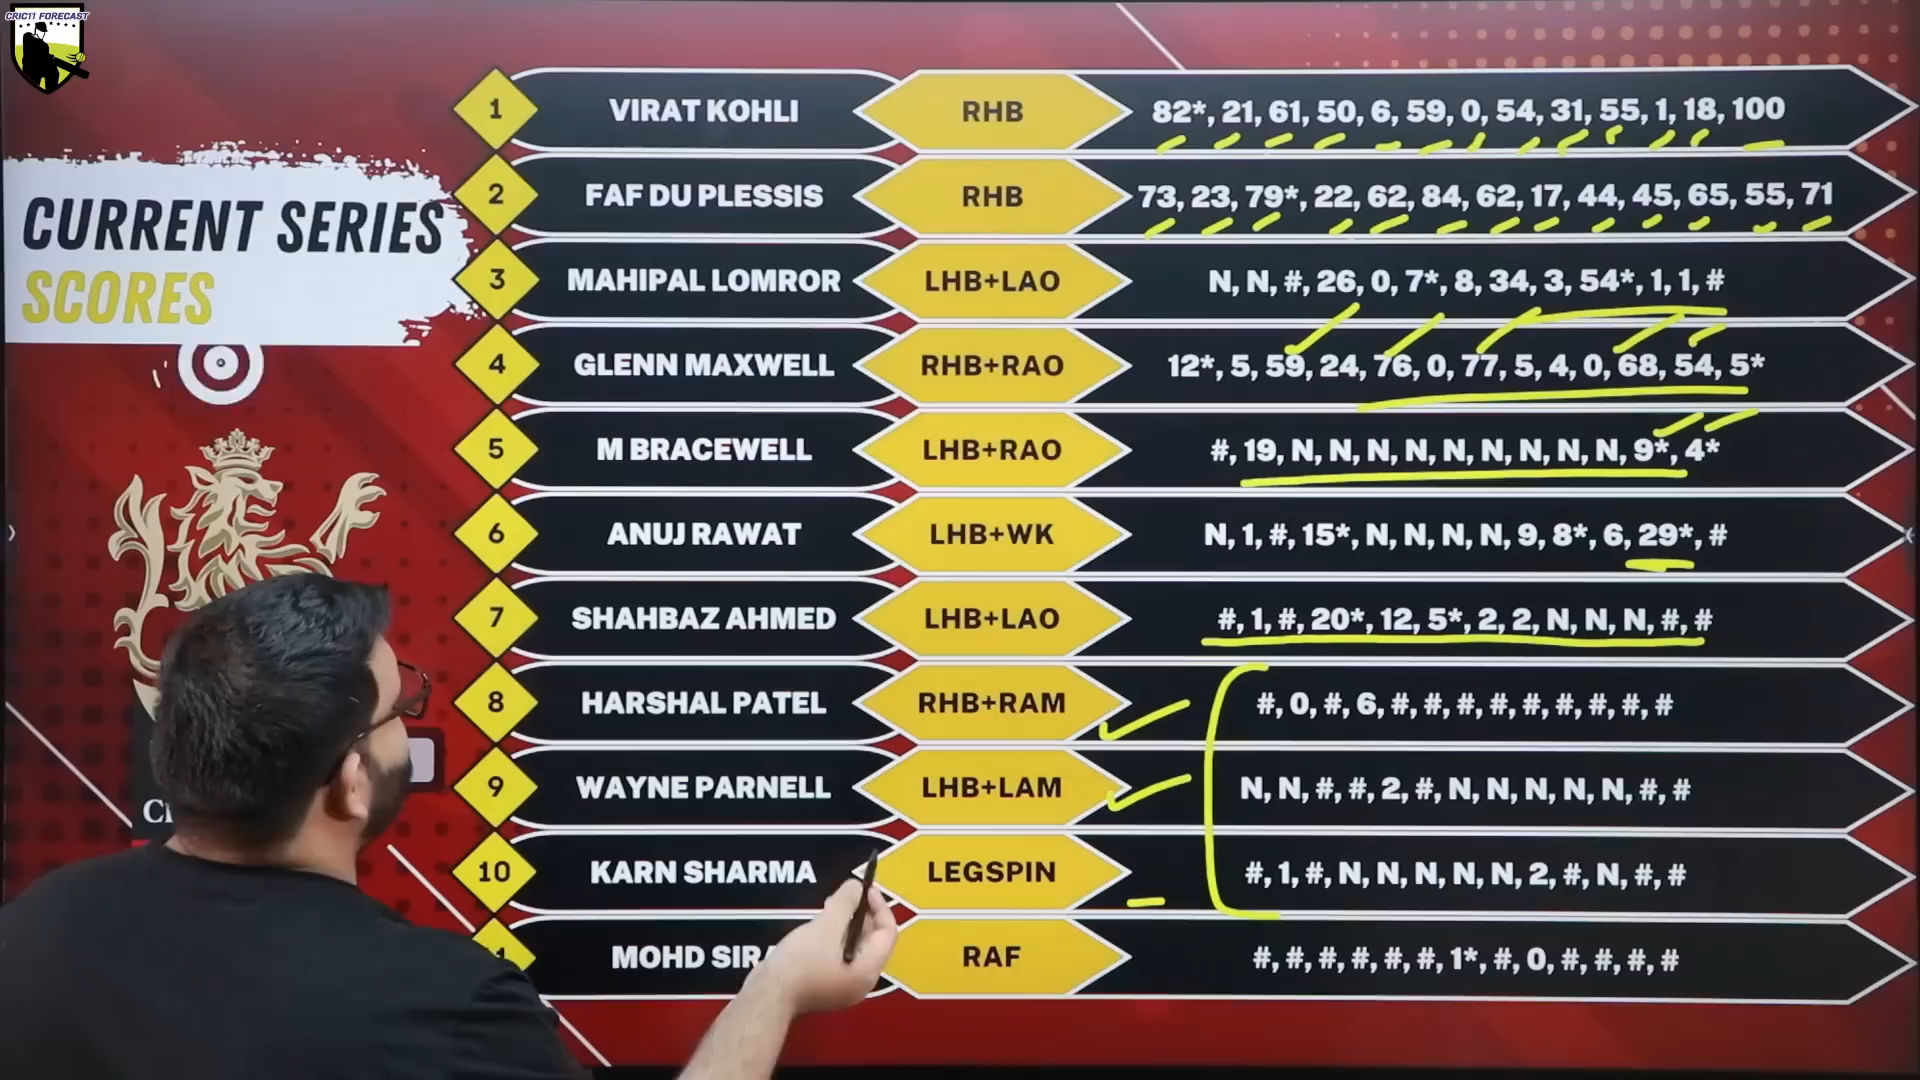 CRIC11 FORECAST
CURRENT SERIES
SCORES
1 VIRAT KOHLI RHB 82*, 21, 61, 50, 6, 59, 0, 54, 31, 55, 1, 18, 100
2 FAF DU PLESSIS RHB 73, 23, 79*, 22, 62, 84, 62, 17, 44, 45, 65, 55, 71
3 MAHIPAL LOMROR LHB+LAO N, N, #, 26, 0, 7*, 8, 34, 3, 54*, 1, 1, #
4 GLENN MAXWELL RHB+RAO 12*, 5, 59, 24, 76, 0, 77, 5, 4, 0, 68, 54, 5*
5 M BRACEWELL LHB+RAO #, 19, N, N, N, N, N, N, N, N, N, 9*, 4*
6 ANUJ RAWAT LHB+WK N, 1, #, 15*, N, N, N, N, 9, 8*, 6, 29*, #
7 SHAHBAZ AHMED LHB+LAO #, 1, #, 20*, 12, 5*, 2, 2, N, N, N, #, #
8 HARSHAL PATEL RHB+RAM #, 0, #, 6, #, #, #, #, #, #, #, #, #
9 WAYNE PARNELL LHB+LAM N, N, #, #, 2, #, N, N, N, N, N, #, #
10 KARN SHARMA LEGSPIN #, 1, #, N, N, N, N, N, 2, #, N, #, #
MOHD RAF #, #, #, #, #, #, 1*, #, 0, #, #, #, #